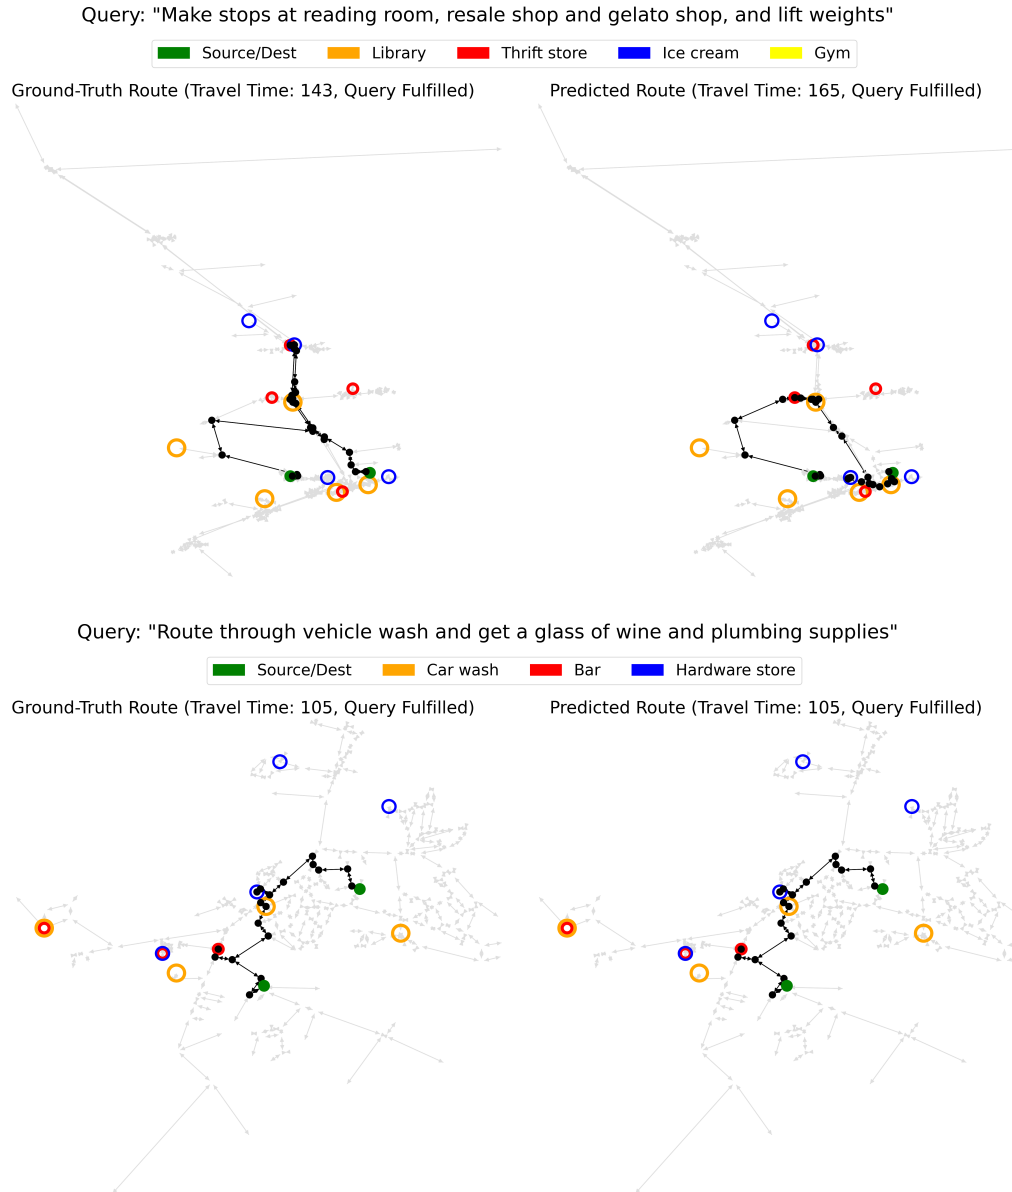 Query: "Make stops at reading room, resale shop and gelato shop, and lift weights"
Source/Dest Library Thrift store Ice cream Gym
Ground-Truth Route (Travel Time: 143, Query Fulfilled)
Predicted Route (Travel Time: 165, Query Fulfilled)
Query: "Route through vehicle wash and get a glass of wine and plumbing supplies"
Source/Dest Car wash Bar Hardware store
Ground-Truth Route (Travel Time: 105, Query Fulfilled)
Predicted Route (Travel Time: 105, Query Fulfilled)